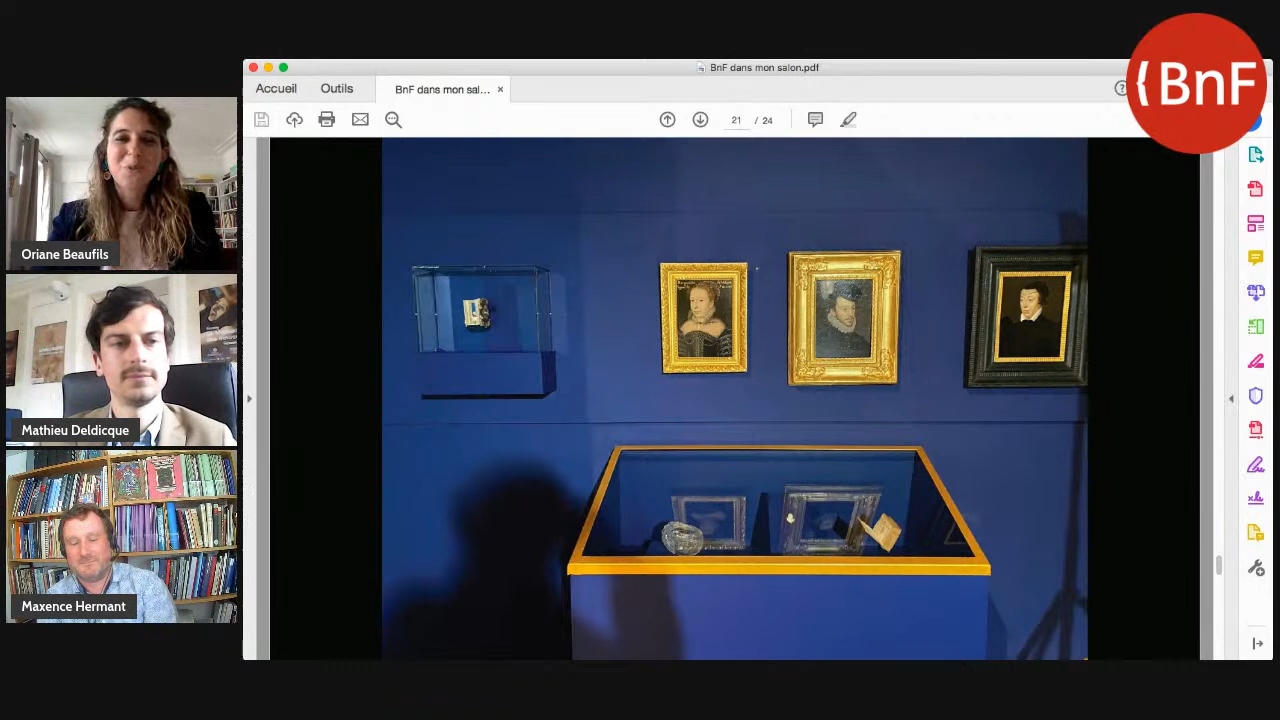 BnF dans mon salon.pdf
Accueil
Outils
BnF dans mon sal... ×
21 / 24
{BnF
Oriane Beaufils
Mathieu Deldicque
Maxence Hermant